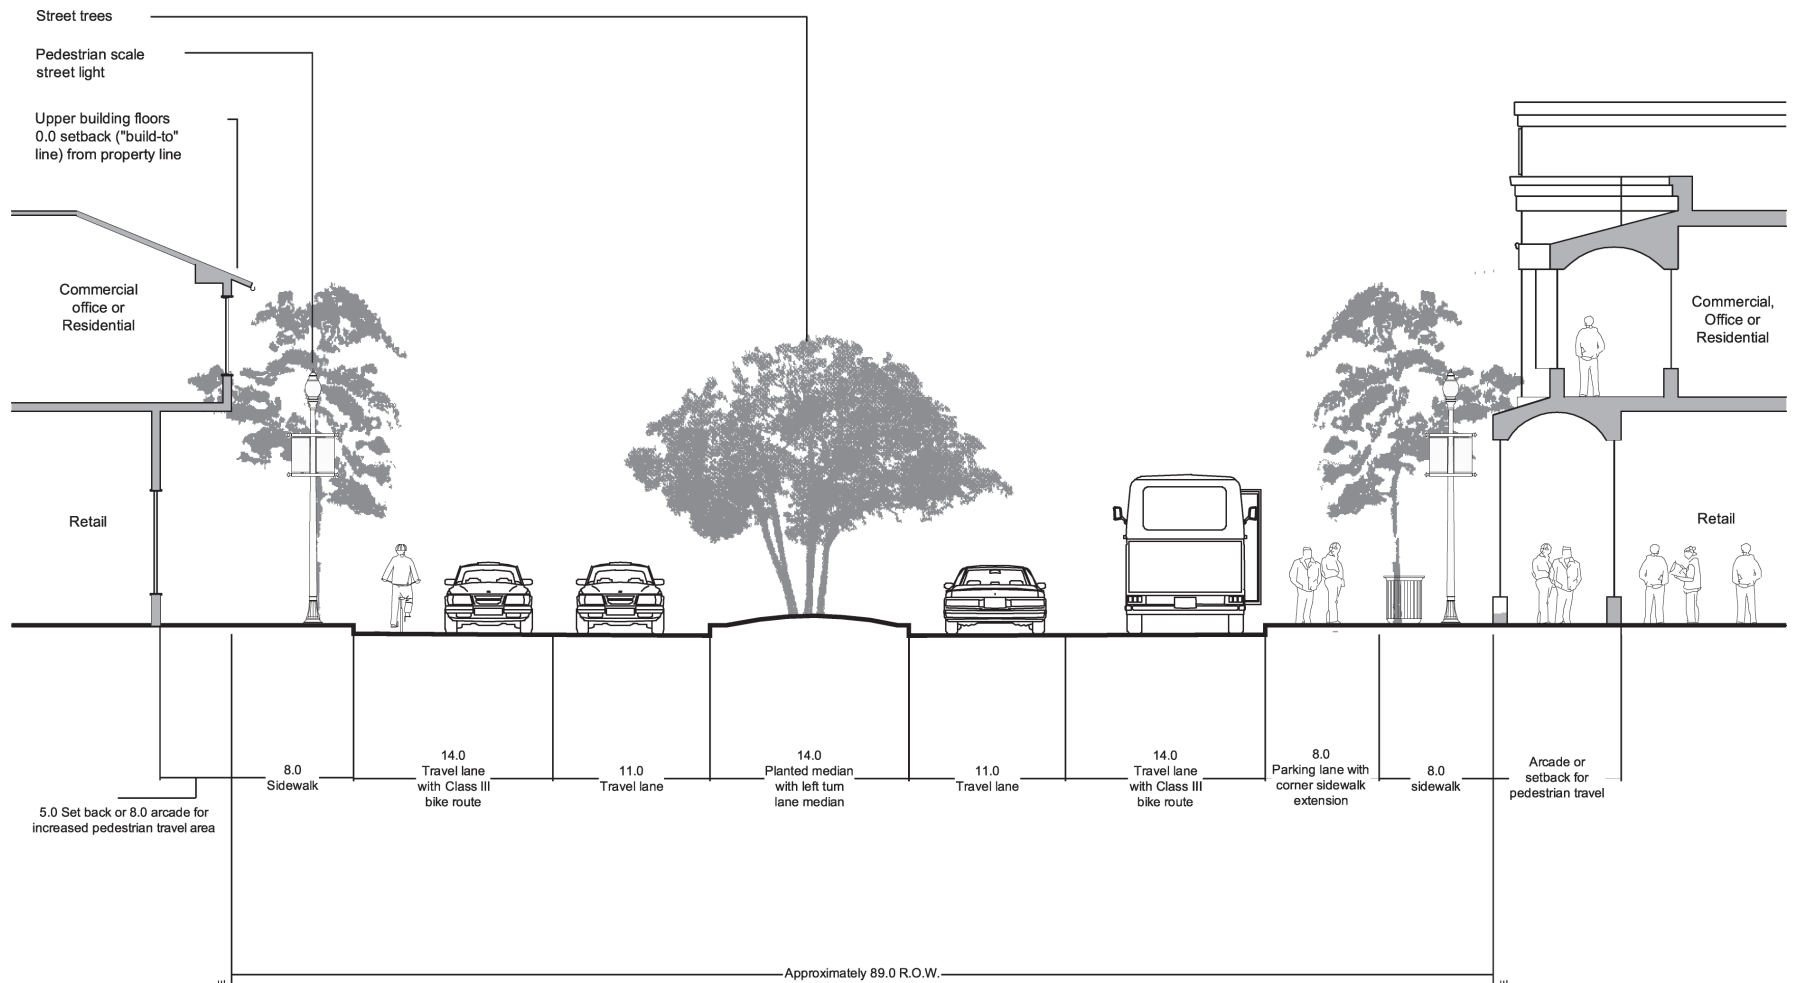 Street trees
Pedestrian scale
street light
Upper building floors
0.0 setback ("build-to"
line) from property line
Commercial
office or
Residential
Retail
Commercial,
Office or
Residential
Retail
8.0
Sidewalk
14.0
Travel lane
with Class III
bike route
11.0
Travel lane
14.0
Planted median
with left turn
lane median
11.0
Travel lane
14.0
Travel lane
with Class III
bike route
8.0
Parking lane with
corner sidewalk
extension
8.0
sidewalk
Arcade or
setback for
pedestrian travel
5.0 Set back or 8.0 arcade for
increased pedestrian travel area
Approximately 89.0 R.O.W.